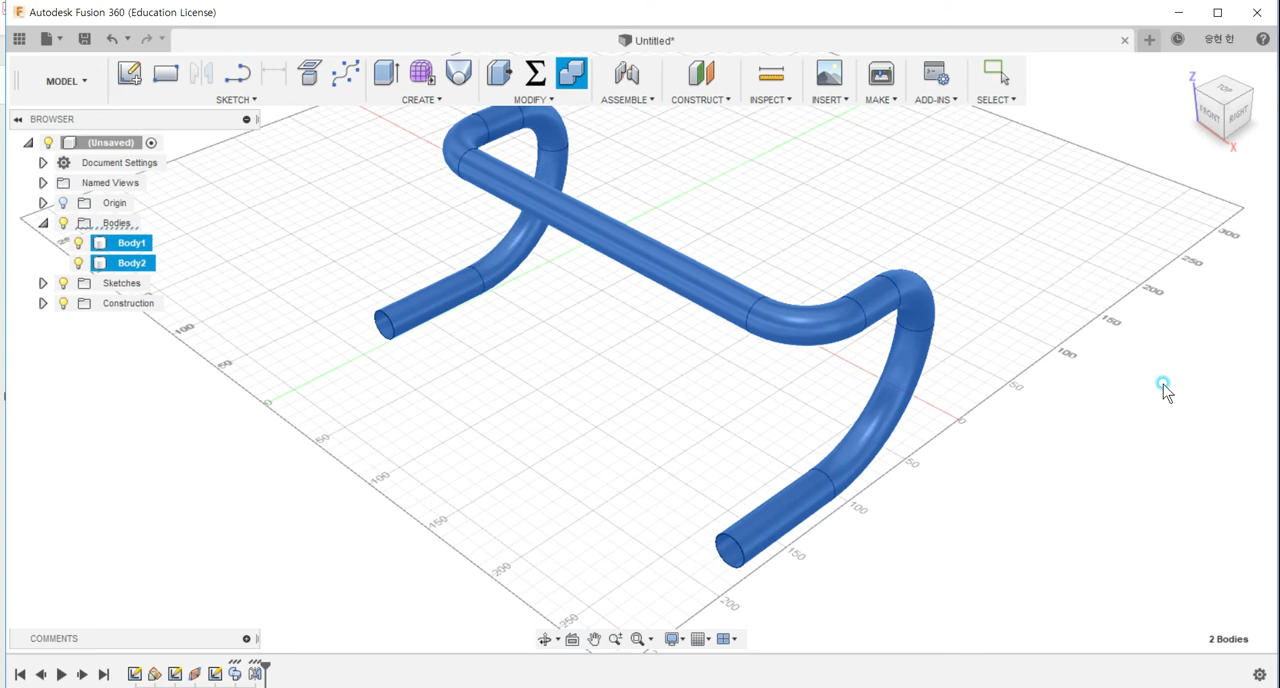 Autodesk Fusion 360 (Education License)
Untitled*
승현 한
MODEL
SKETCH
CREATE
MODIFY
ASSEMBLE
CONSTRUCT
INSPECT
INSERT
MAKE
ADD-INS
SELECT
BROWSER
(Unsaved)
Document Settings
Named Views
Origin
Bodies
Body1
Body2
Sketches
Construction
TOP
FRONT
RIGHT
Z
X
300
250
200
150
100
50
0
50
100
150
200
100
50
0
50
100
150
200
250
COMMENTS
2 Bodies